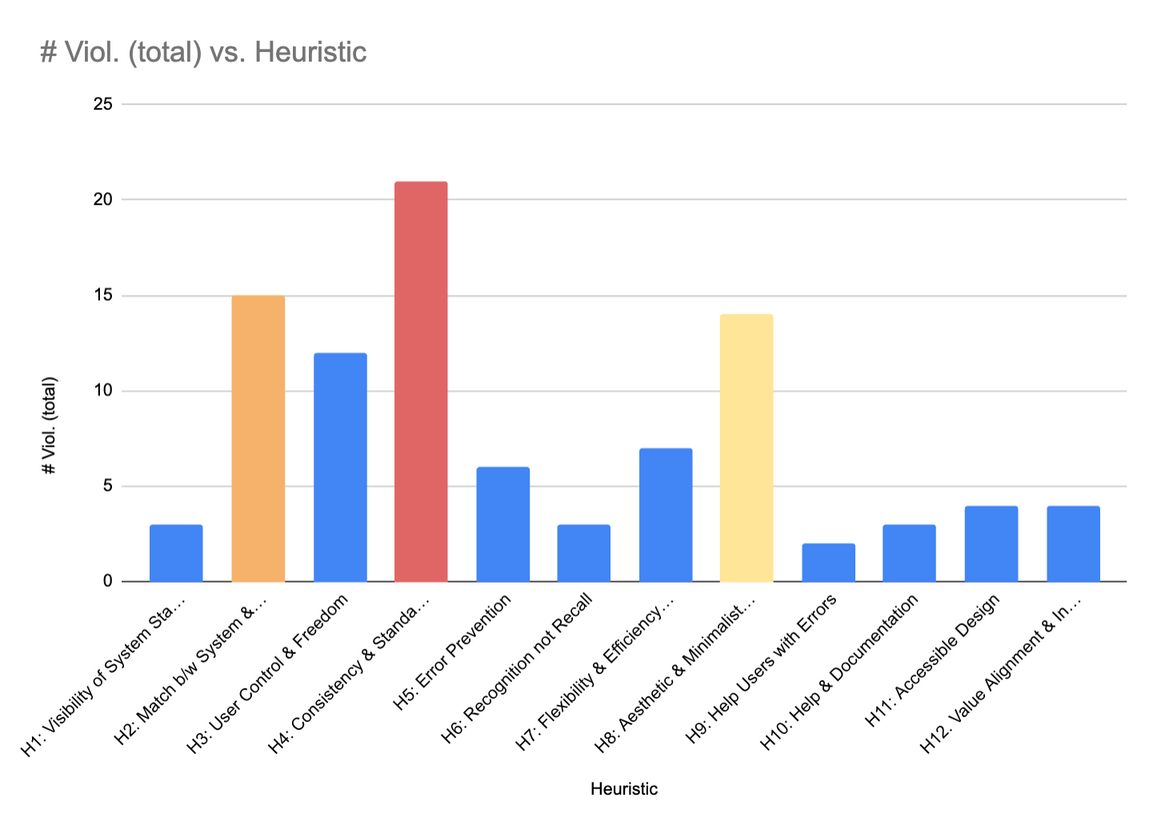 # Viol. (total) vs. Heuristic
25
20
15
10
5
0
# Viol. (total)
H1: Visibility of System Sta…
H2: Match b/w System &…
H3: User Control & Freedom
H4: Consistency & Standa…
H5: Error Prevention
H6: Recognition not Recall
H7: Flexibility & Efficiency…
H8: Aesthetic & Minimalist…
H9: Help Users with Errors
H10: Help & Documentation
H11: Accessible Design
H12. Value Alignment & In…
Heuristic